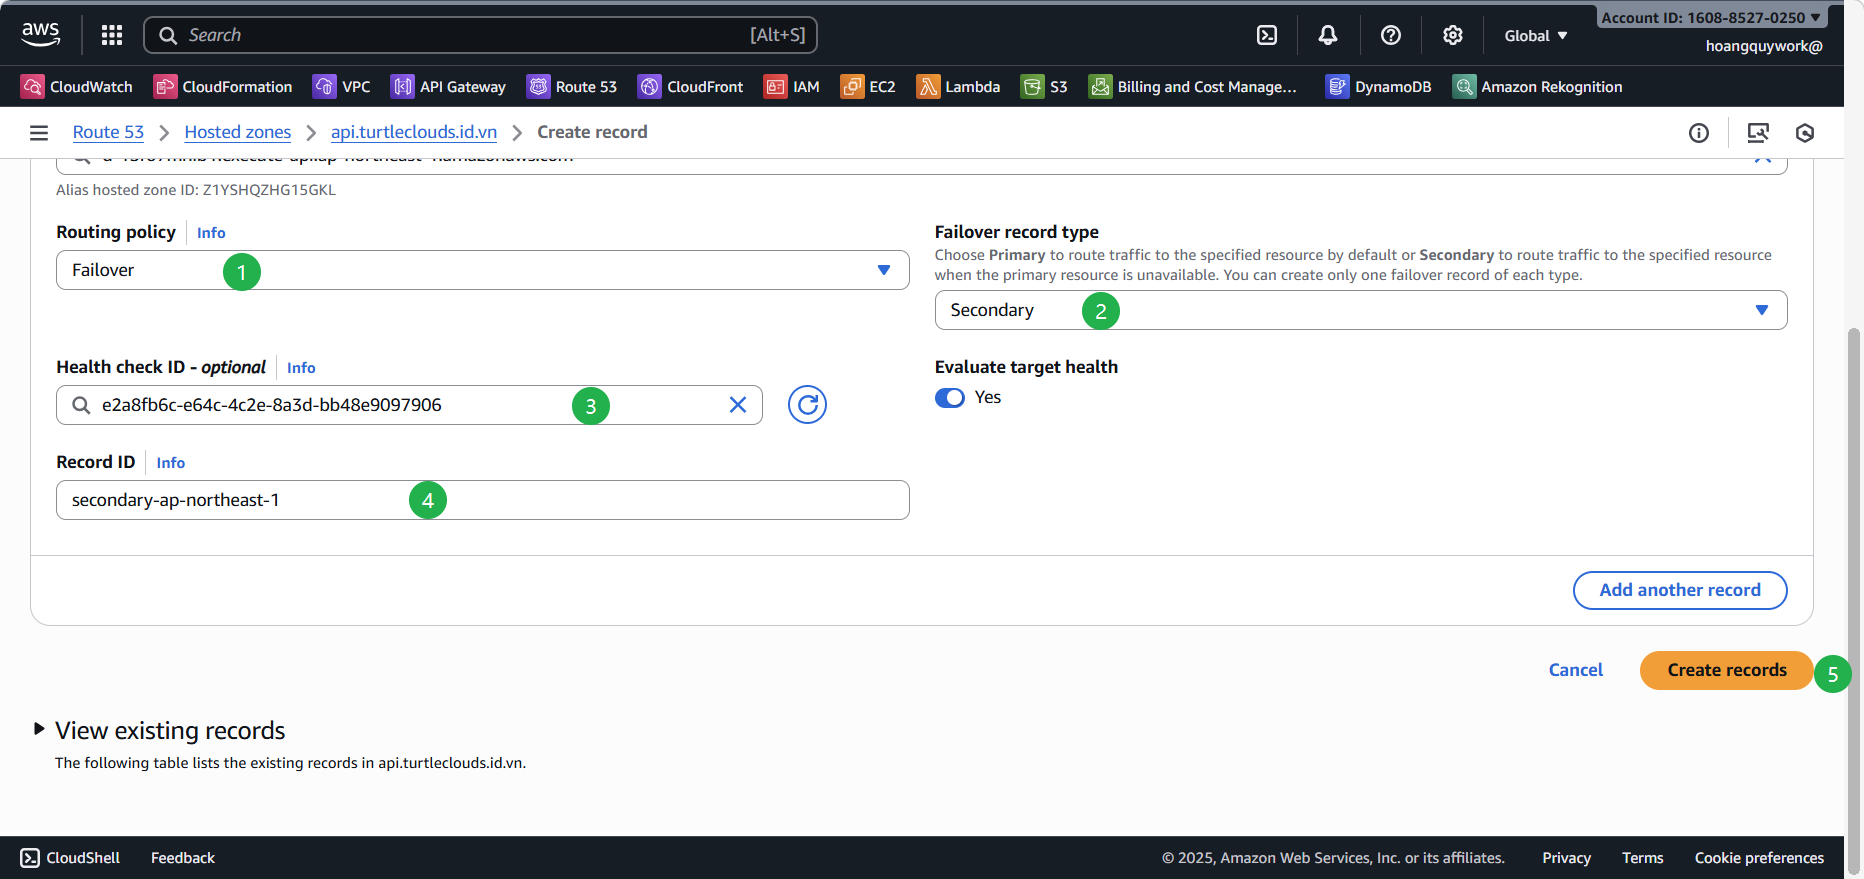 aws
Search
[Alt+S]
Global
Account ID: 1608-8527-0250
hoangquywork@
CloudWatch
CloudFormation
VPC
API Gateway
Route 53
CloudFront
IAM
EC2
Lambda
S3
Billing and Cost Manage...
DynamoDB
Amazon Rekognition
Route 53
Hosted zones
api.turtleclouds.id.vn
Create record
Alias hosted zone ID: Z1YSHQZHG15GKL
Routing policy
Info
Failover
1
Failover record type
Choose Primary to route traffic to the specified resource by default or Secondary to route traffic to the specified resource
when the primary resource is unavailable. You can create only one failover record of each type.
Secondary
2
Health check ID - optional
Info
e2a8fb6c-e64c-4c2e-8a3d-bb48e9097906
3
Evaluate target health
Yes
Record ID
Info
secondary-ap-northeast-1
4
Add another record
Cancel
Create records
5
View existing records
The following table lists the existing records in api.turtleclouds.id.vn.
CloudShell
Feedback
© 2025, Amazon Web Services, Inc. or its affiliates.
Privacy
Terms
Cookie preferences